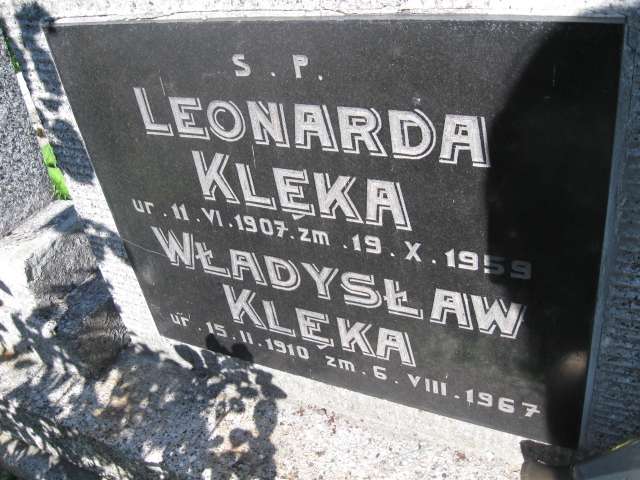 S. P.
LEONARDA
KLĘKA
ur. 11. VI. 1907. zm. 19. X. 1959
WŁADYSŁAW
KLĘKA
ur. 15. II. 1910 zm. 6. VIII. 1967